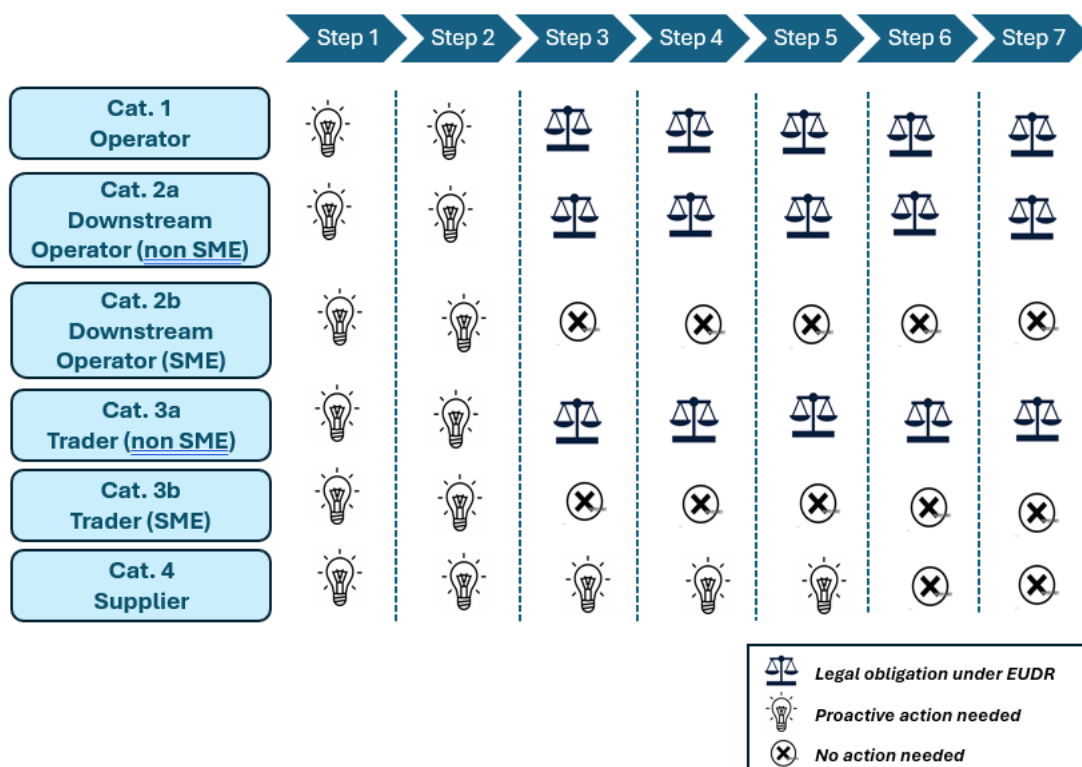 Step 1
Step 2
Step 3
Step 4
Step 5
Step 6
Step 7
Cat. 1
Operator
Cat. 2a
Downstream
Operator (non SME)
Cat. 2b
Downstream
Operator (SME)
Cat. 3a
Trader (non SME)
Cat. 3b
Trader (SME)
Cat. 4
Supplier
Legal obligation under EUDR
Proactive action needed
No action needed